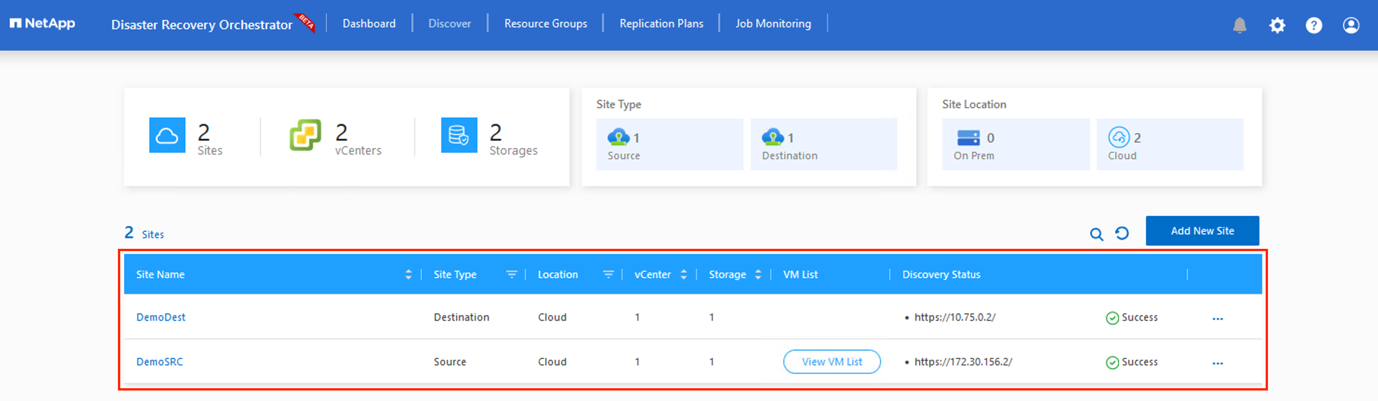 NetApp Disaster Recovery Orchestrator BETA Dashboard Discover Resource Groups Replication Plans Job Monitoring
2 Sites
2 vCenters
2 Storages
Site Type
1 Source
1 Destination
Site Location
0 On Prem
2 Cloud
2 Sites Add New Site
Site Name Site Type Location vCenter Storage VM List Discovery Status
DemoDest Destination Cloud 1 1 • https://10.75.0.2/ Success ...
DemoSRC Source Cloud 1 1 View VM List • https://172.30.156.2/ Success ...